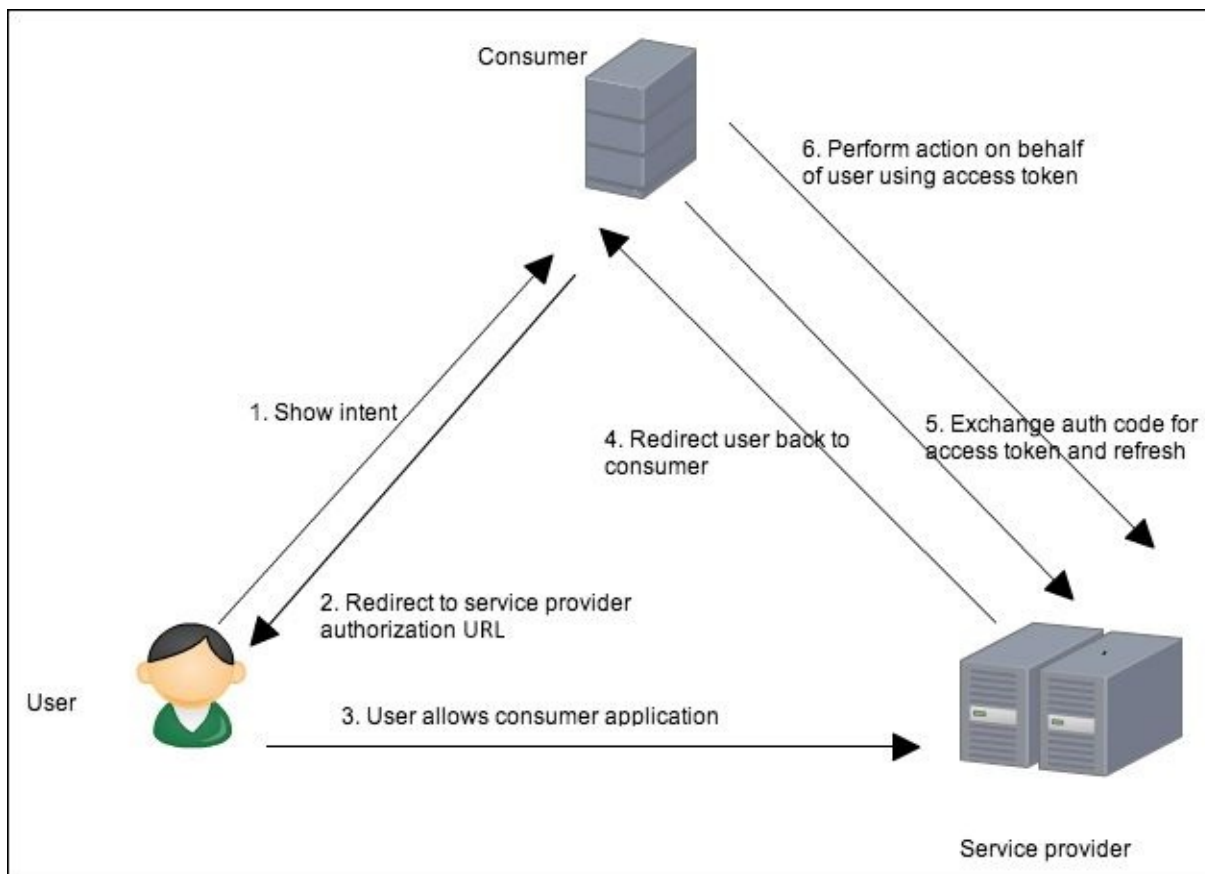 Consumer
6. Perform action on behalf
of user using access token
1. Show intent
4. Redirect user back to
consumer
5. Exchange auth code for
access token and refresh
2. Redirect to service provider
authorization URL
User
3. User allows consumer application
Service provider